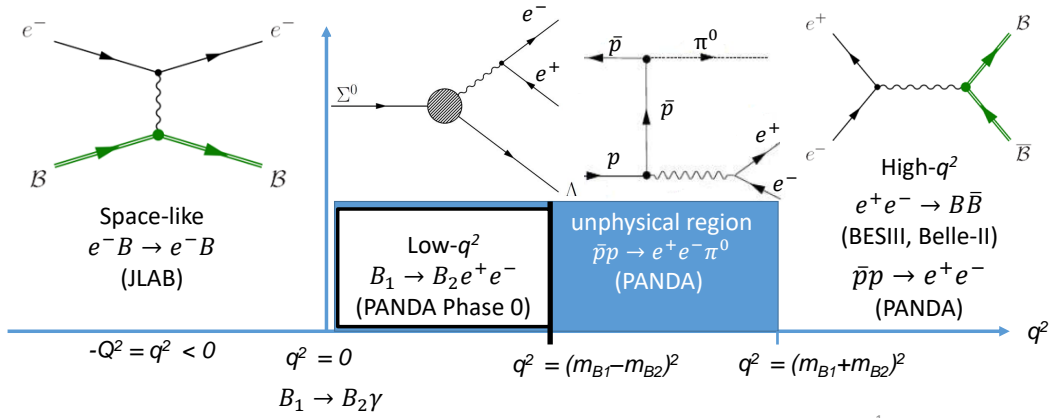 e⁻
e⁻
ℬ
ℬ
Space-like
e⁻B → e⁻B
(JLAB)
Σ⁰
e⁻
e⁺
Λ
Low-q²
B₁ → B₂e⁺e⁻
(PANDA Phase 0)
p̄
π⁰
p̄
p
e⁺
e⁻
unphysical region
p̄p → e⁺e⁻π⁰
(PANDA)
e⁺
e⁻
ℬ
ℬ̄
High-q²
e⁺e⁻ → BB̄
(BESIII, Belle-II)
p̄p → e⁺e⁻
(PANDA)
-Q² = q² < 0
q² = 0
q² = (m_B1−m_B2)²
q² = (m_B1+m_B2)²
q²
B₁ → B₂γ